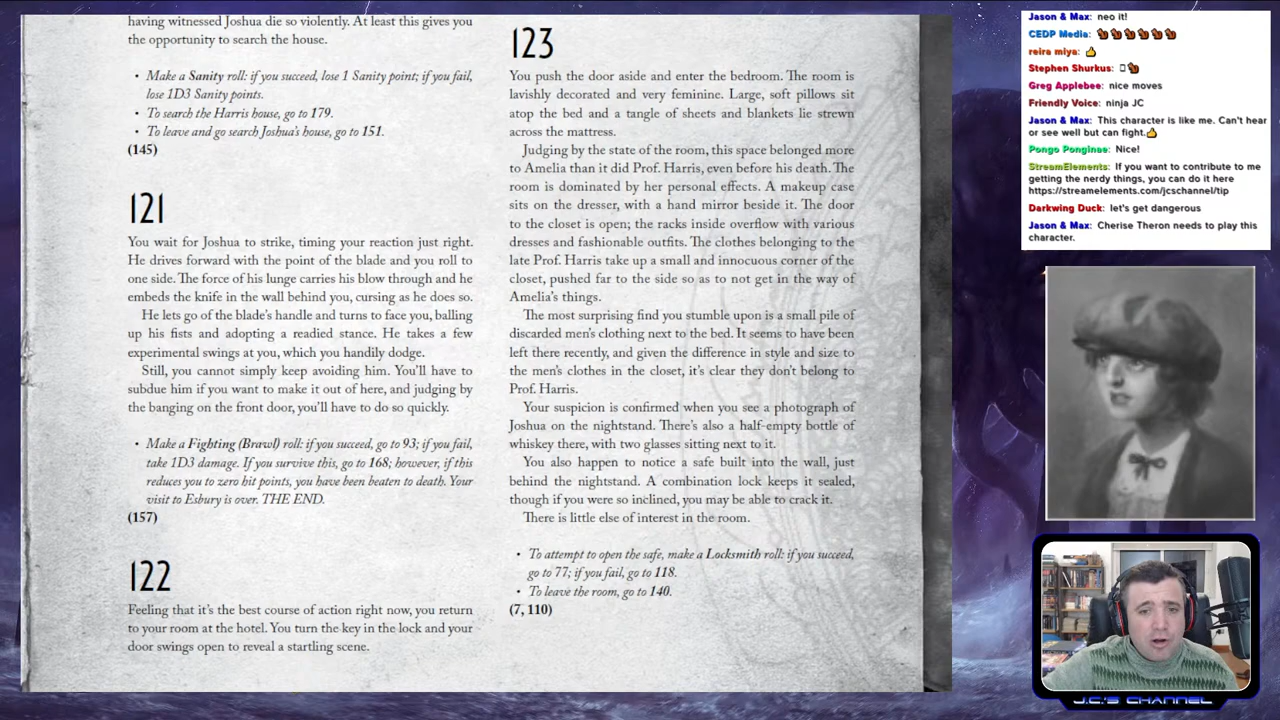 having witnessed Joshua die so violently. At least this gives you
the opportunity to search the house.
• Make a Sanity roll: if you succeed, lose 1 Sanity point; if you fail,
lose 1D3 Sanity points.
• To search the Harris house, go to 179.
• To leave and go search Joshua's house, go to 151.
(145)
121
You wait for Joshua to strike, timing your reaction just right.
He drives forward with the point of the blade and you roll to
one side. The force of his lunge carries his blow through and he
embeds the knife in the wall behind you, cursing as he does so.
He lets go of the blade's handle and turns to face you, balling
up his fists and adopting a readied stance. He takes a few
experimental swings at you, which you handily dodge.
Still, you cannot simply keep avoiding him. You'll have to
subdue him if you want to make it out of here, and judging by
the banging on the front door, you'll have to do so quickly.
• Make a Fighting (Brawl) roll: if you succeed, go to 93; if you fail,
take 1D3 damage. If you survive this, go to 168; however, if this
reduces you to zero hit points, you have been beaten to death. Your
visit to Esbury is over. THE END.
(157)
122
Feeling that it's the best course of action right now, you return
to your room at the hotel. You turn the key in the lock and your
door swings open to reveal a startling scene.
123
You push the door aside and enter the bedroom. The room is
lavishly decorated and very feminine. Large, soft pillows sit
atop the bed and a tangle of sheets and blankets lie strewn
across the mattress.
Judging by the state of the room, this space belonged more
to Amelia than it did Prof. Harris, even before his death. The
room is dominated by her personal effects. A makeup case
sits on the dresser, with a hand mirror beside it. The door
to the closet is open; the racks inside overflow with various
dresses and fashionable outfits. The clothes belonging to the
late Prof. Harris take up a small and innocuous corner of the
closet, pushed far to the side so as to not get in the way of
Amelia's things.
The most surprising find you stumble upon is a small pile of
discarded men's clothing next to the bed. It seems to have been
left there recently, and given the difference in style and size to
the men's clothes in the closet, it's clear they don't belong to
Prof. Harris.
Your suspicion is confirmed when you see a photograph of
Joshua on the nightstand. There's also a half-empty bottle of
whiskey there, with two glasses sitting next to it.
You also happen to notice a safe built into the wall, just
behind the nightstand. A combination lock keeps it sealed,
though if you were so inclined, you may be able to crack it.
There is little else of interest in the room.
• To attempt to open the safe, make a Locksmith roll: if you succeed,
go to 77; if you fail, go to 118.
• To leave the room, go to 140.
(7, 110)
Jason & Max: neo it!
CEDP Media:
reira miya:
Stephen Shurkus:
Greg Applebee: nice moves
Friendly Voice: ninja JC
Jason & Max: This character is like me. Can't hear
or see well but can fight.
Pongo Ponginae: Nice!
StreamElements: If you want to contribute to me
getting the nerdy things, you can do it here
https://streamelements.com/jcschannel/tip
Darkwing Duck: let's get dangerous
Jason & Max: Cherise Theron needs to play this
character.
J.C.'S CHANNEL